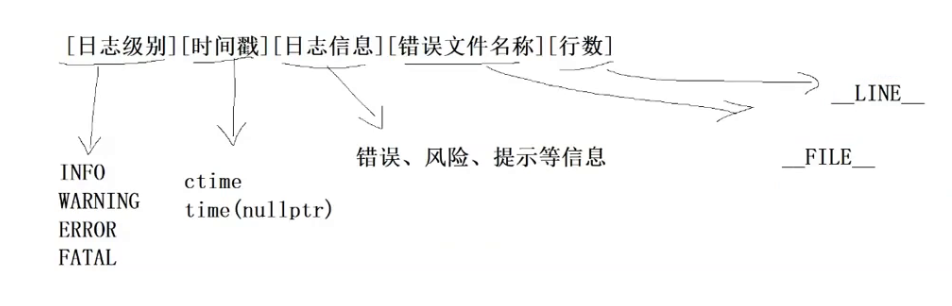 [日志级别][时间戳][日志信息][错误文件名称][行数]
__LINE__
错误、风险、提示等信息
__FILE__
INFO
WARNING
ERROR
FATAL
ctime
time(nullptr)